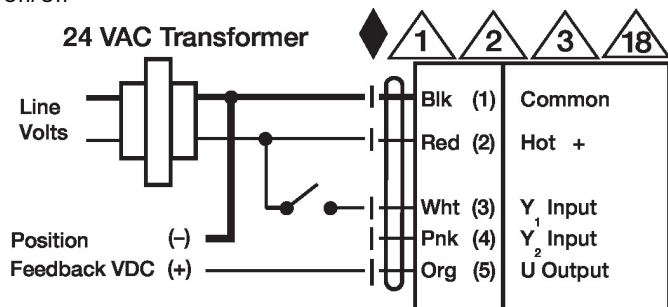 24 VAC Transformer
1 2 3 18
Line
Volts
Blk (1) Common
Red (2) Hot +
Wht (3) Y1 Input
Pnk (4) Y2 Input
Org (5) U Output
Position (–)
Feedback VDC (+)